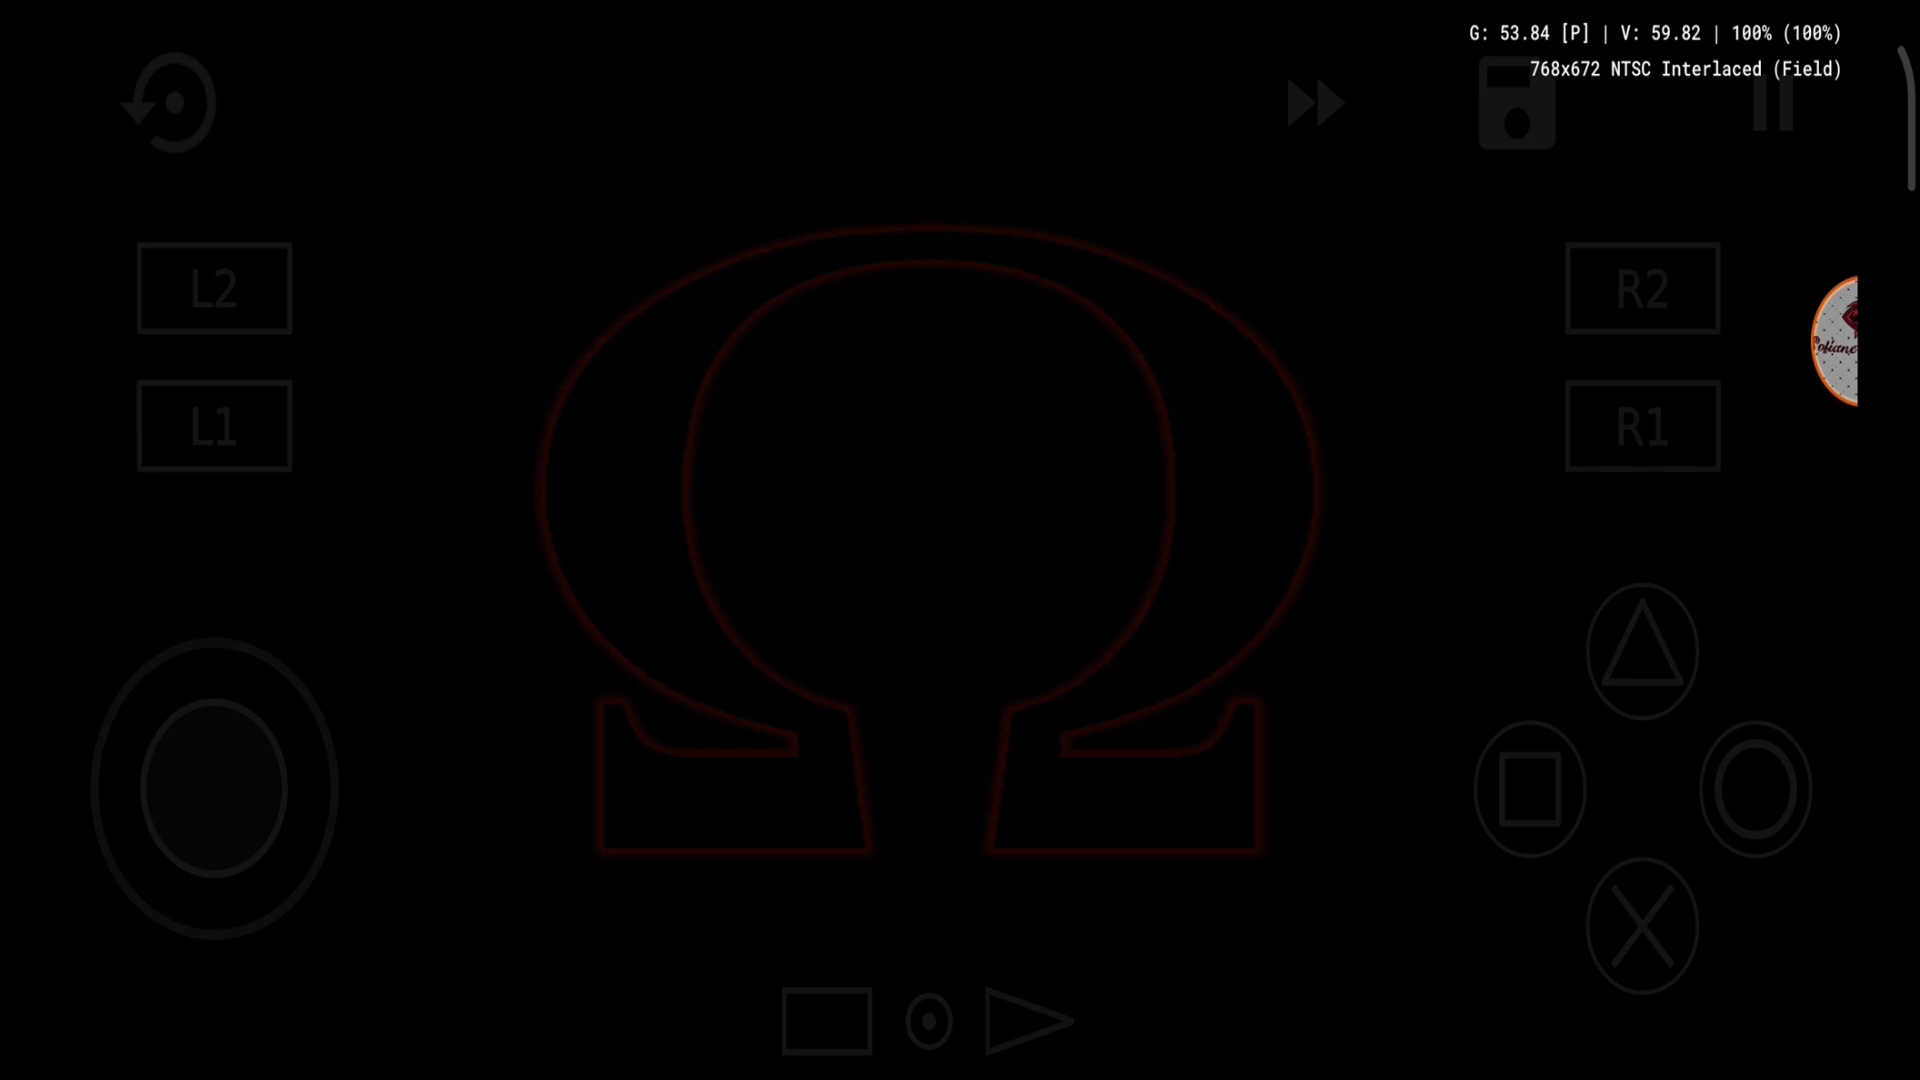 G: 53.84 [P] | V: 59.82 | 100% (100%)
768x672 NTSC Interlaced (Field)
L2
R2
L1
R1